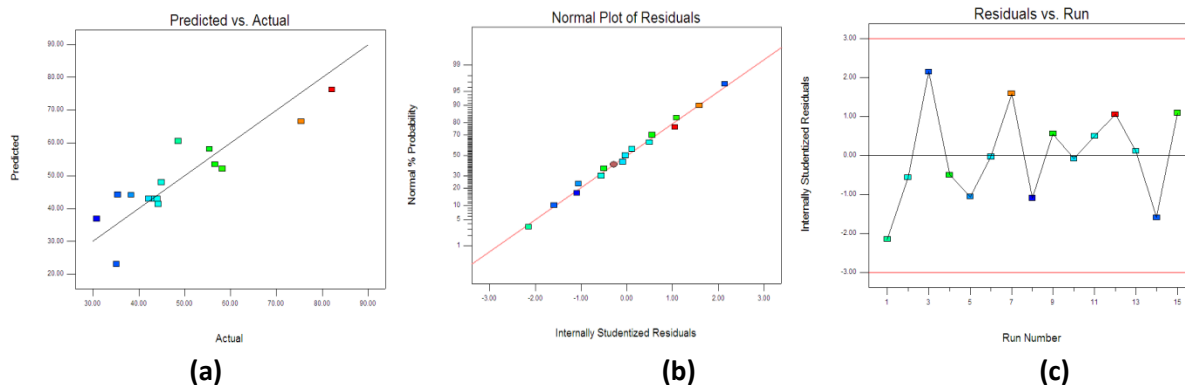 Predicted vs. Actual
Predicted
90.00
80.00
70.00
60.00
50.00
40.00
30.00
20.00
30.00 40.00 50.00 60.00 70.00 80.00 90.00
Actual
(a)
Normal Plot of Residuals
Normal % Probability
99
95
90
80
70
50
30
20
10
5
1
-3.00 -2.00 -1.00 0.00 1.00 2.00 3.00
Internally Studentized Residuals
(b)
Residuals vs. Run
Internally Studentized Residuals
3.00
2.00
1.00
0.00
-1.00
-2.00
-3.00
1 3 5 7 9 11 13 15
Run Number
(c)